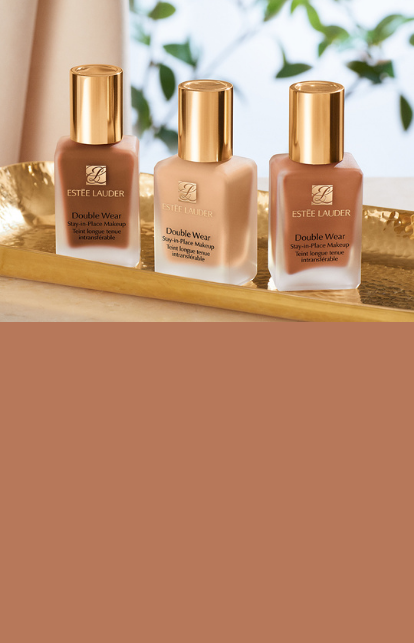 ESTĒE LAUDER
Double Wear
Stay-in-Place Makeup
Teint longue tenue
intransférable
ESTĒE LAUDER
Double Wear
Stay-in-Place Makeup
Teint longue tenue
intransférable
ESTĒE LAUDER
Double Wear
Stay-in-Place Makeup
Teint longue tenue
intransférable